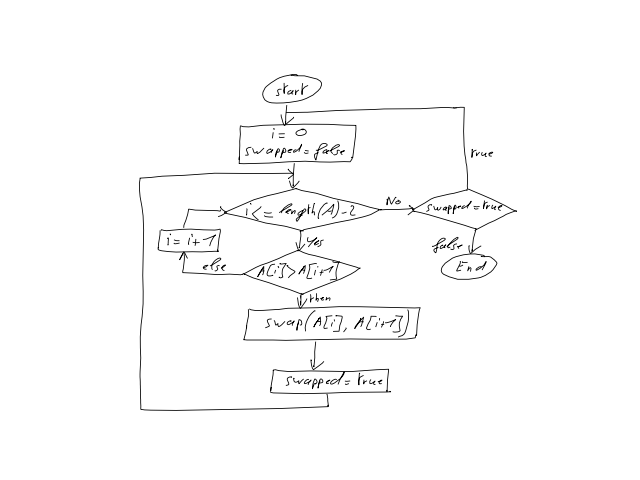 start
i = 0
swapped = false
true
i <= length(A)-2
No
swapped = true
i = i+1
Yes
false
else
A[i] > A[i+1]
End
then
swap(A[i], A[i+1])
swapped = true